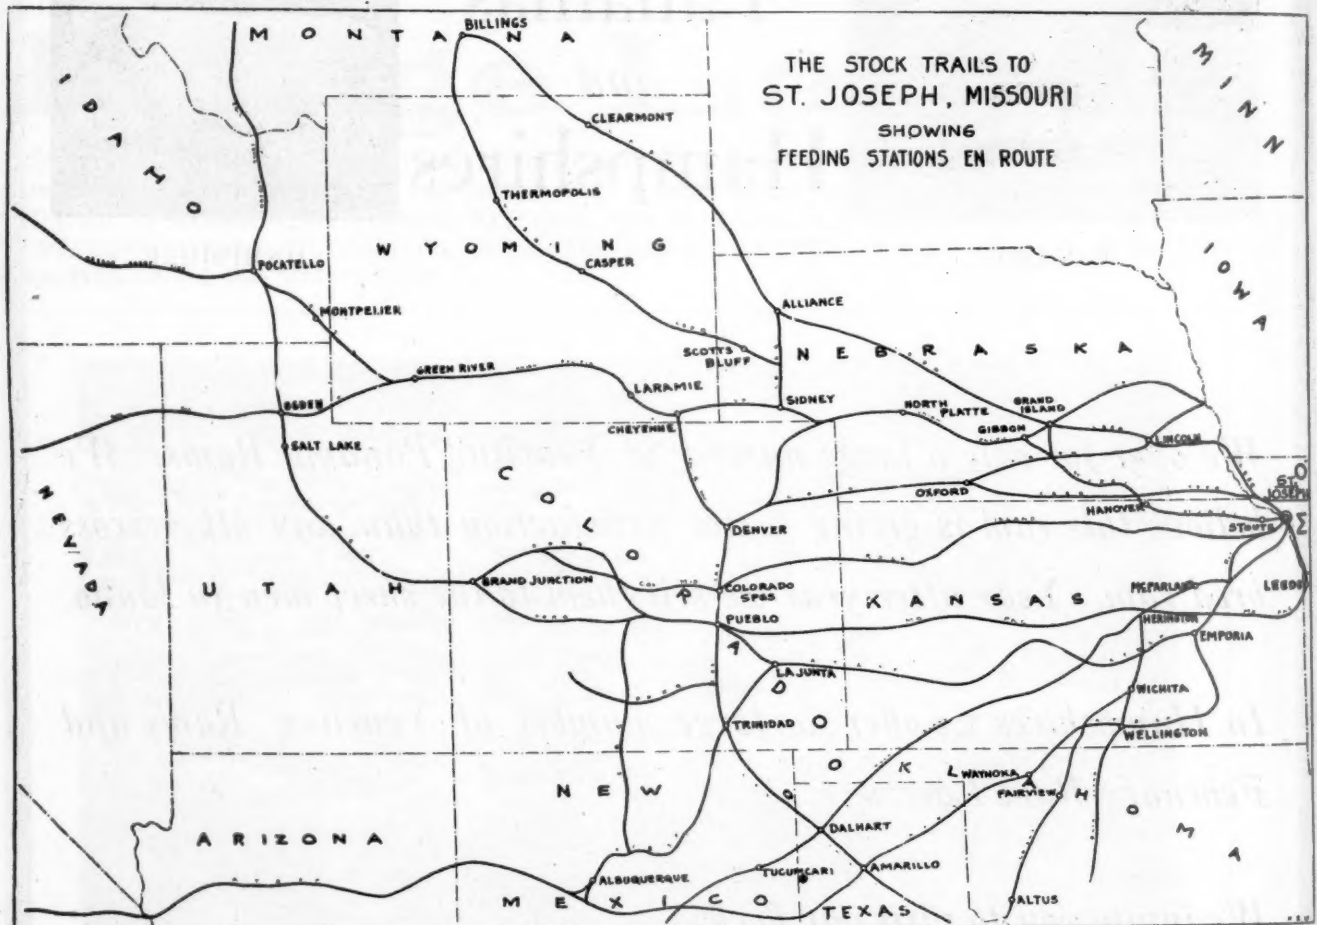 THE STOCK TRAILS TO
ST. JOSEPH, MISSOURI
SHOWING
FEEDING STATIONS EN ROUTE
MONTANA
BILLINGS
MINN
IDAHO
CLEARMONT
THERMOPOLIS
WYOMING
IOWA
POCATELLO
CASPER
MONTPELIER
ALLIANCE
SCOTTS
BLUFF
NEBRASKA
GREEN RIVER
LARAMIE
OGDEN
CHEYENNE
SIDNEY
NORTH
PLATTE
GRAND
ISLAND
GIBBON
LINCOLN
SALT LAKE
NEVADA
OXFORD
HANOVER
ST.
JOSEPH
MO
COLORADO
DENVER
UTAH
GRAND JUNCTION
COLORADO
SPGS
KANSAS
MCFARLAND
HERINGTON
EMPORIA
PUEBLO
LA JUNTA
WICHITA
TRINIDAD
WELLINGTON
OKLAHOMA
WAYNOKA
FAIRVIEW
NEW
MEXICO
ARIZONA
DALHART
ALBUQUERQUE
TUCUMCARI
AMARILLO
TEXAS
ALTUS